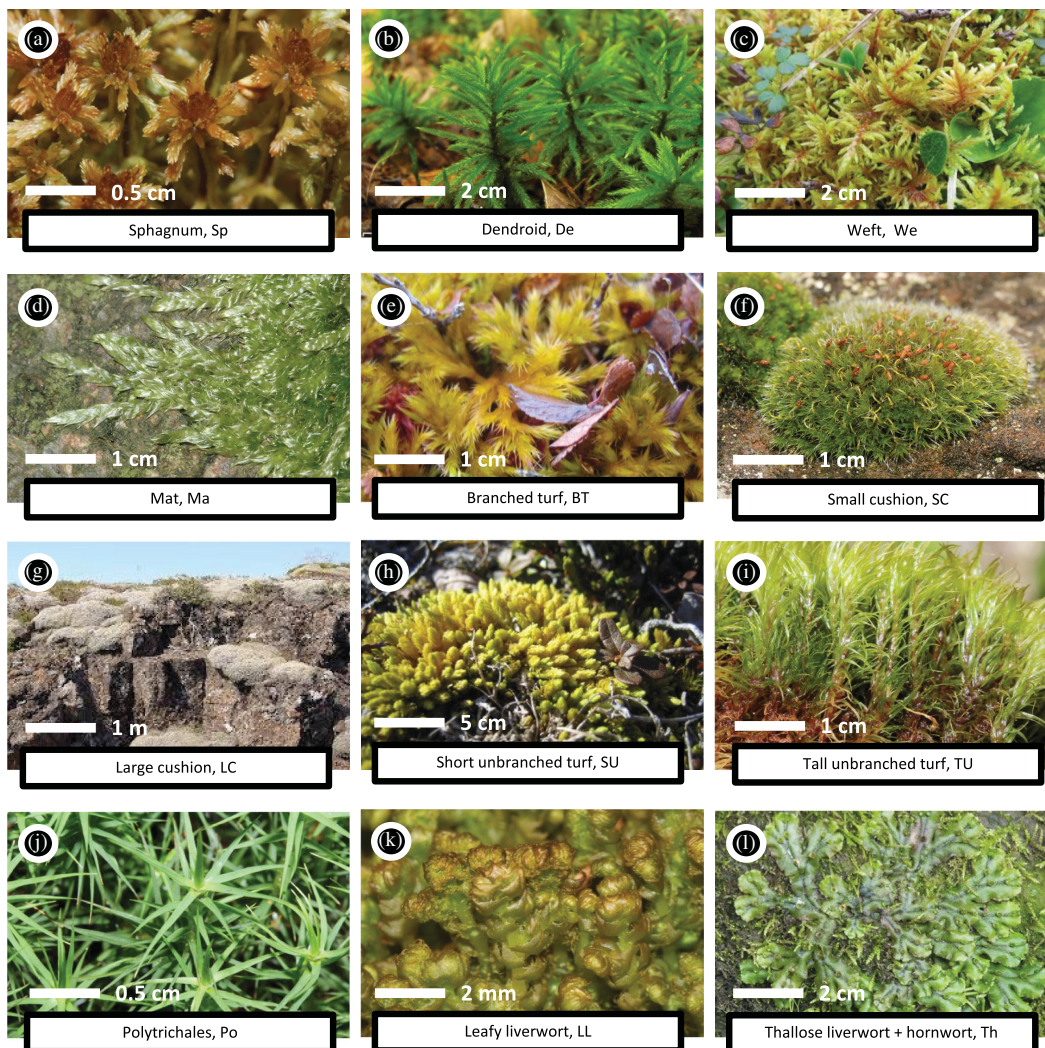 (a)
0.5 cm
Sphagnum, Sp
(b)
2 cm
Dendroid, De
(c)
2 cm
Weft, We
(d)
1 cm
Mat, Ma
(e)
1 cm
Branched turf, BT
(f)
1 cm
Small cushion, SC
(g)
1 m
Large cushion, LC
(h)
5 cm
Short unbranched turf, SU
(i)
1 cm
Tall unbranched turf, TU
(j)
0.5 cm
Polytrichales, Po
(k)
2 mm
Leafy liverwort, LL
(l)
2 cm
Thallose liverwort + hornwort, Th